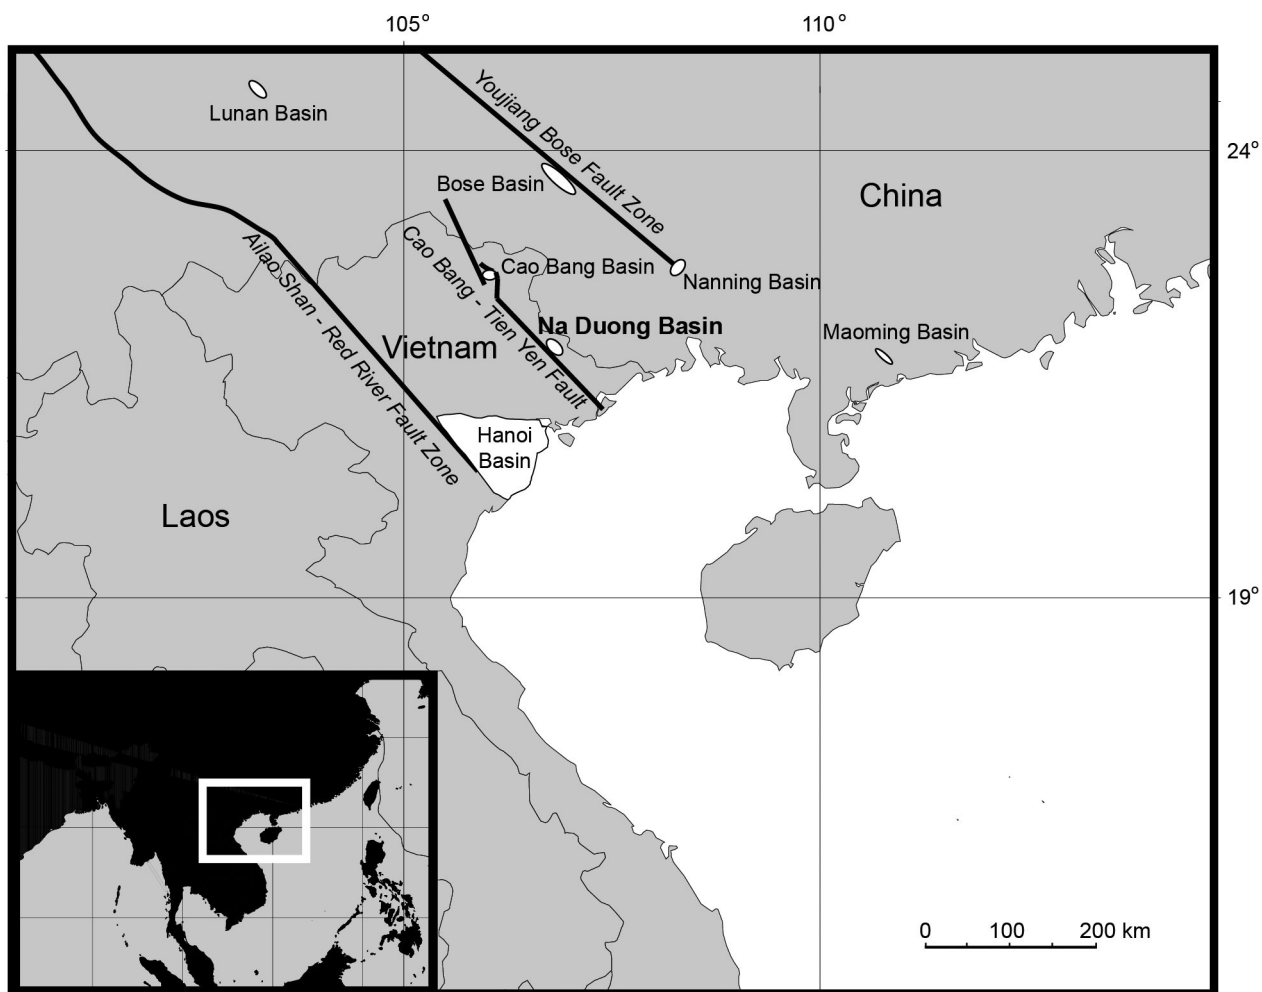 105°
110°
Lunan Basin
Youjiang Bose Fault Zone
24°
Bose Basin
China
Ailao Shan - Red River Fault Zone
Cao Bang - Tien Yen Fault
Cao Bang Basin
Nanning Basin
Na Duong Basin
Vietnam
Maoming Basin
Hanoi
Basin
Laos
19°
0 100 200 km